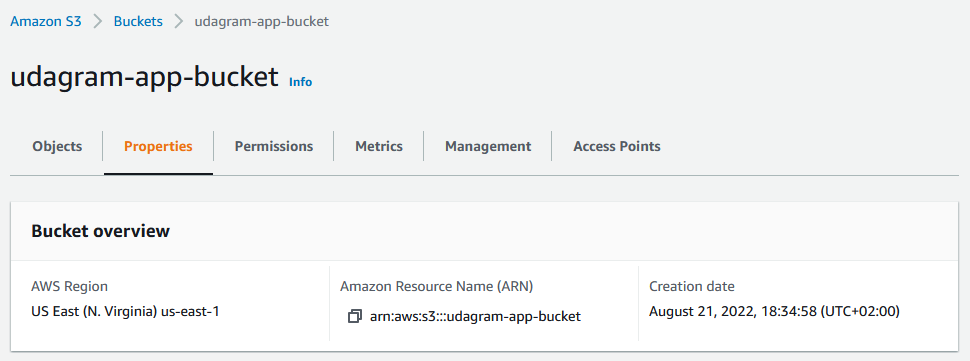 Amazon S3 > Buckets > udagram-app-bucket
udagram-app-bucket Info
Objects Properties Permissions Metrics Management Access Points
Bucket overview
AWS Region Amazon Resource Name (ARN) Creation date
US East (N. Virginia) us-east-1 arn:aws:s3:::udagram-app-bucket August 21, 2022, 18:34:58 (UTC+02:00)